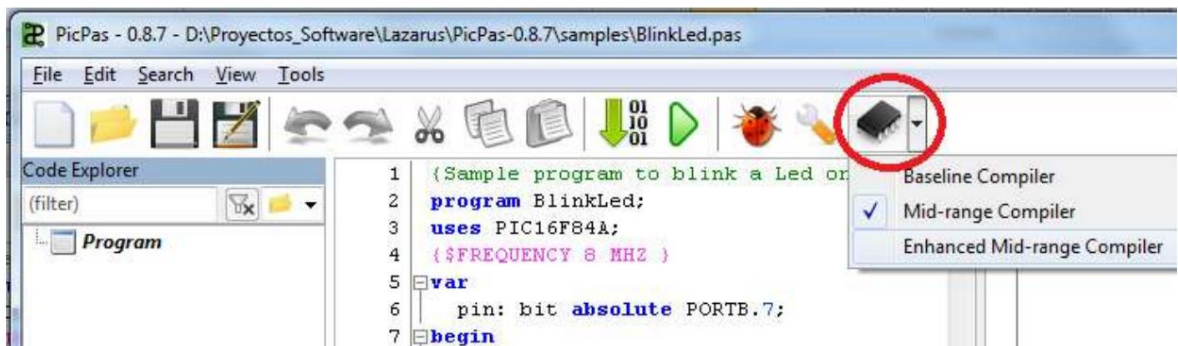 PicPas - 0.8.7 - D:\Proyectos_Software\Lazarus\PicPas-0.8.7\samples\BlinkLed.pas
File Edit Search View Tools
01
10
01
Code Explorer
(filter)
Program
1 {Sample program to blink a Led on
2 program BlinkLed;
3 uses PIC16F84A;
4 {$FREQUENCY 8 MHZ }
5 var
6 pin: bit absolute PORTB.7;
7 begin
Baseline Compiler
Mid-range Compiler
Enhanced Mid-range Compiler